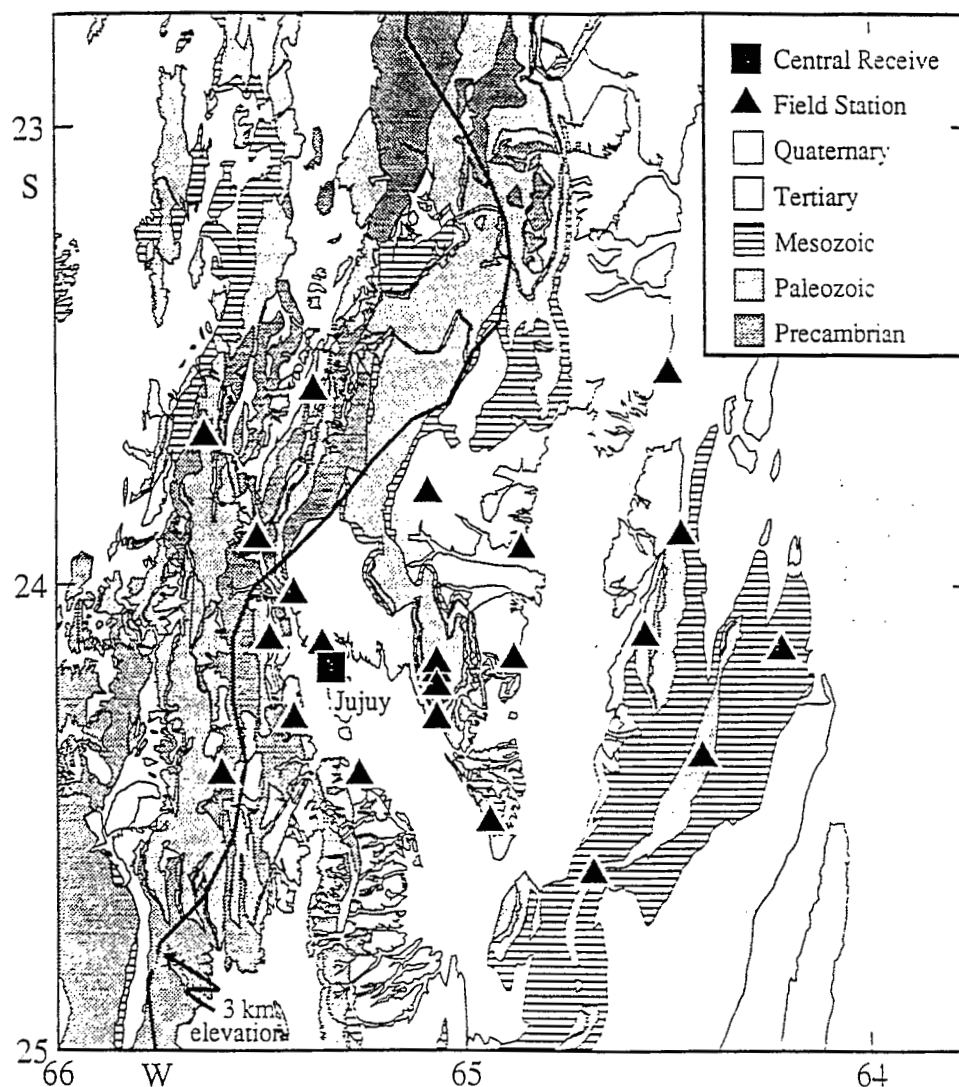 Central Receive
Field Station
Quaternary
Tertiary
Mesozoic
Paleozoic
Precambrian
23
S
24
Jujuy
3 km
elevation
25
66
W
65
64